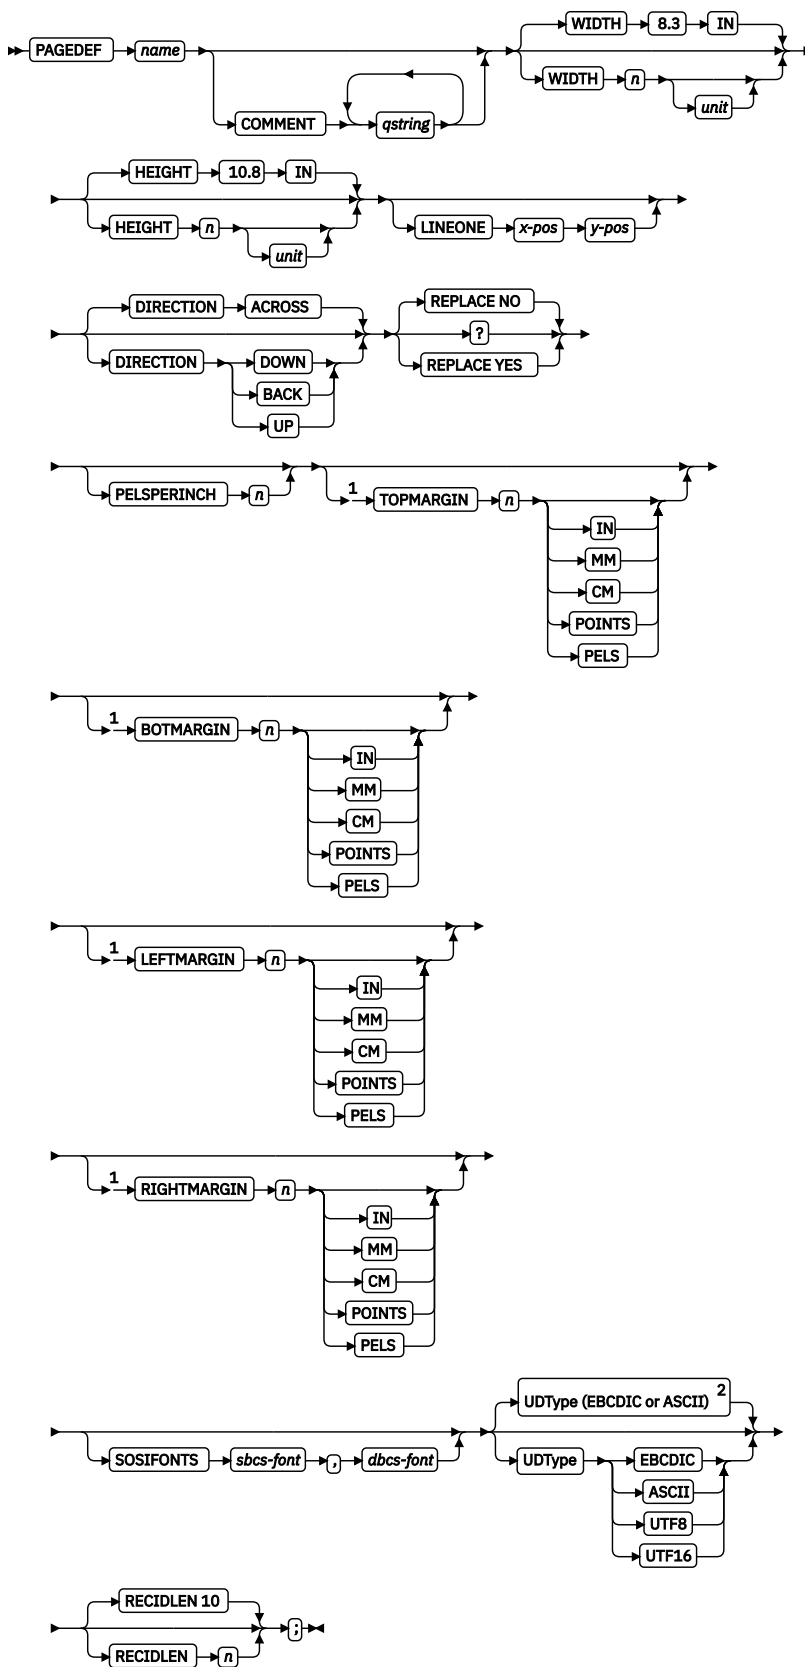 WIDTH 8.3 IN
PAGEDEF name
WIDTH n
unit
COMMENT qstring
HEIGHT 10.8 IN
HEIGHT n
unit
LINEONE x-pos y-pos
DIRECTION ACROSS
DIRECTION DOWN
BACK
UP
REPLACE NO
?
REPLACE YES
PELSPERINCH n
1 TOPMARGIN n
IN
MM
CM
POINTS
PELS
1 BOTMARGIN n
IN
MM
CM
POINTS
PELS
1 LEFTMARGIN n
IN
MM
CM
POINTS
PELS
1 RIGHTMARGIN n
IN
MM
CM
POINTS
PELS
SOSIFONTS sbcs-font , dbcs-font
UDType (EBCDIC or ASCII) 2
UDType EBCDIC
ASCII
UTF8
UTF16
RECIDLEN 10
;
RECIDLEN n